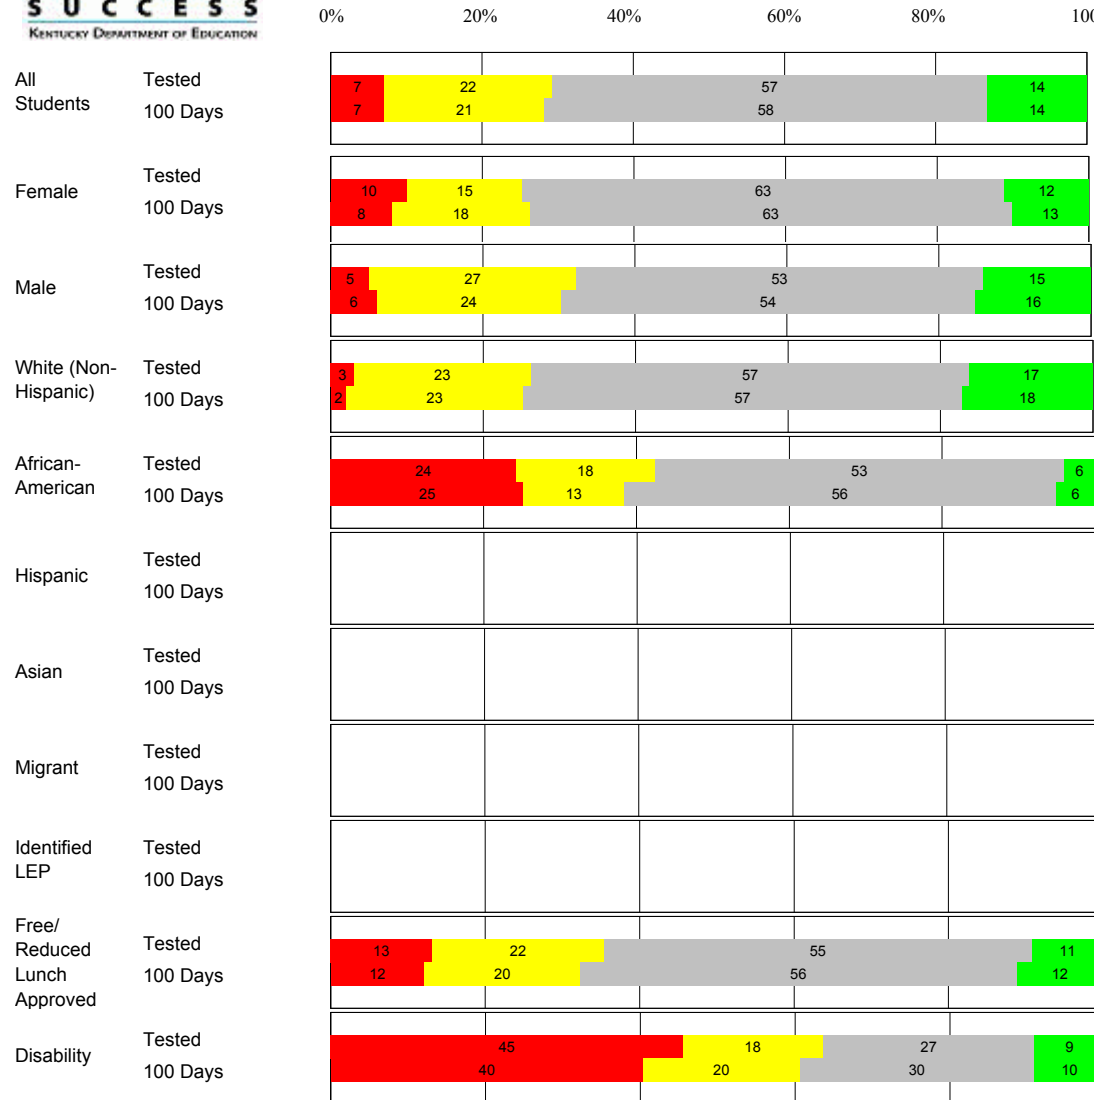 S U C C E S S
KENTUCKY DEPARTMENT OF EDUCATION
0% 20% 40% 60% 80% 100
All Students
Tested 7 22 57 14
100 Days 7 21 58 14
Female
Tested 10 15 63 12
100 Days 8 18 63 13
Male
Tested 5 27 53 15
100 Days 6 24 54 16
White (Non-
Hispanic)
Tested 3 23 57 17
100 Days 2 23 57 18
African-
American
Tested 24 18 53 6
100 Days 25 13 56 6
Hispanic
Tested
100 Days
Asian
Tested
100 Days
Migrant
Tested
100 Days
Identified
LEP
Tested
100 Days
Free/
Reduced
Lunch
Approved
Tested 13 22 55 11
100 Days 12 20 56 12
Disability
Tested 45 18 27 9
100 Days 40 20 30 10